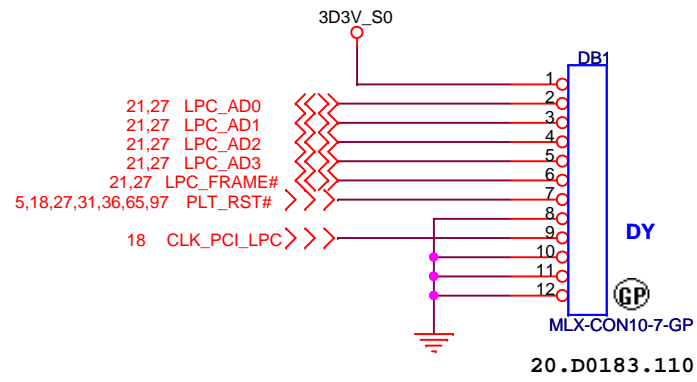 3D3V_S0
DB1
1
21,27 LPC_AD0 2
21,27 LPC_AD1 3
21,27 LPC_AD2 4
21,27 LPC_AD3 5
21,27 LPC_FRAME# 6
5,18,27,31,36,65,97 PLT_RST# 7
8
18 CLK_PCI_LPC 9
DY
10
11
12
GP
MLX-CON10-7-GP
20.D0183.110